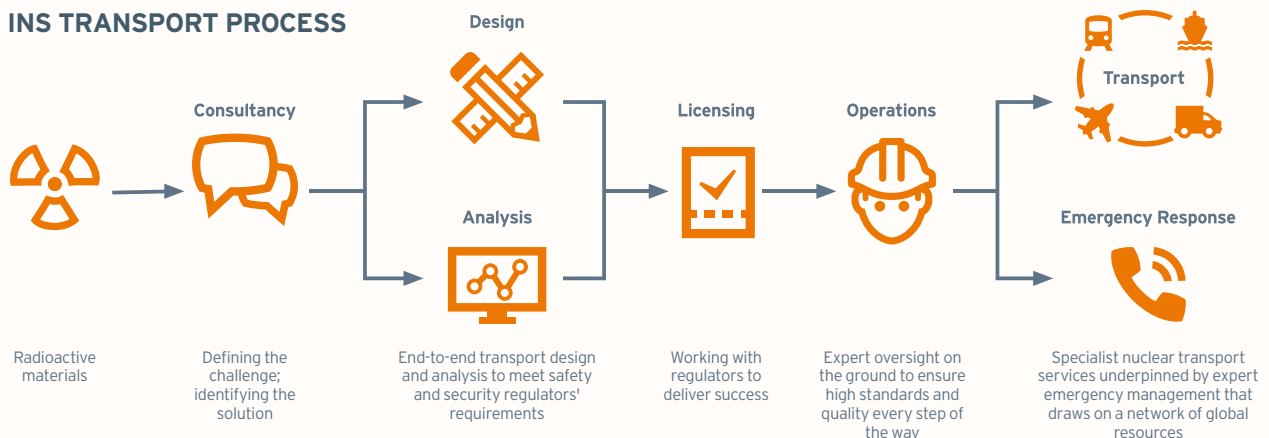 INS TRANSPORT PROCESS
Design
Transport
Consultancy
Licensing
Operations
Analysis
Emergency Response
Radioactive
materials
Defining the
challenge;
identifying the
solution
End-to-end transport design
and analysis to meet safety
and security regulators'
requirements
Working with
regulators to
deliver success
Expert oversight on
the ground to ensure
high standards and
quality every step of
the way
Specialist nuclear transport
services underpinned by expert
emergency management that
draws on a network of global
resources